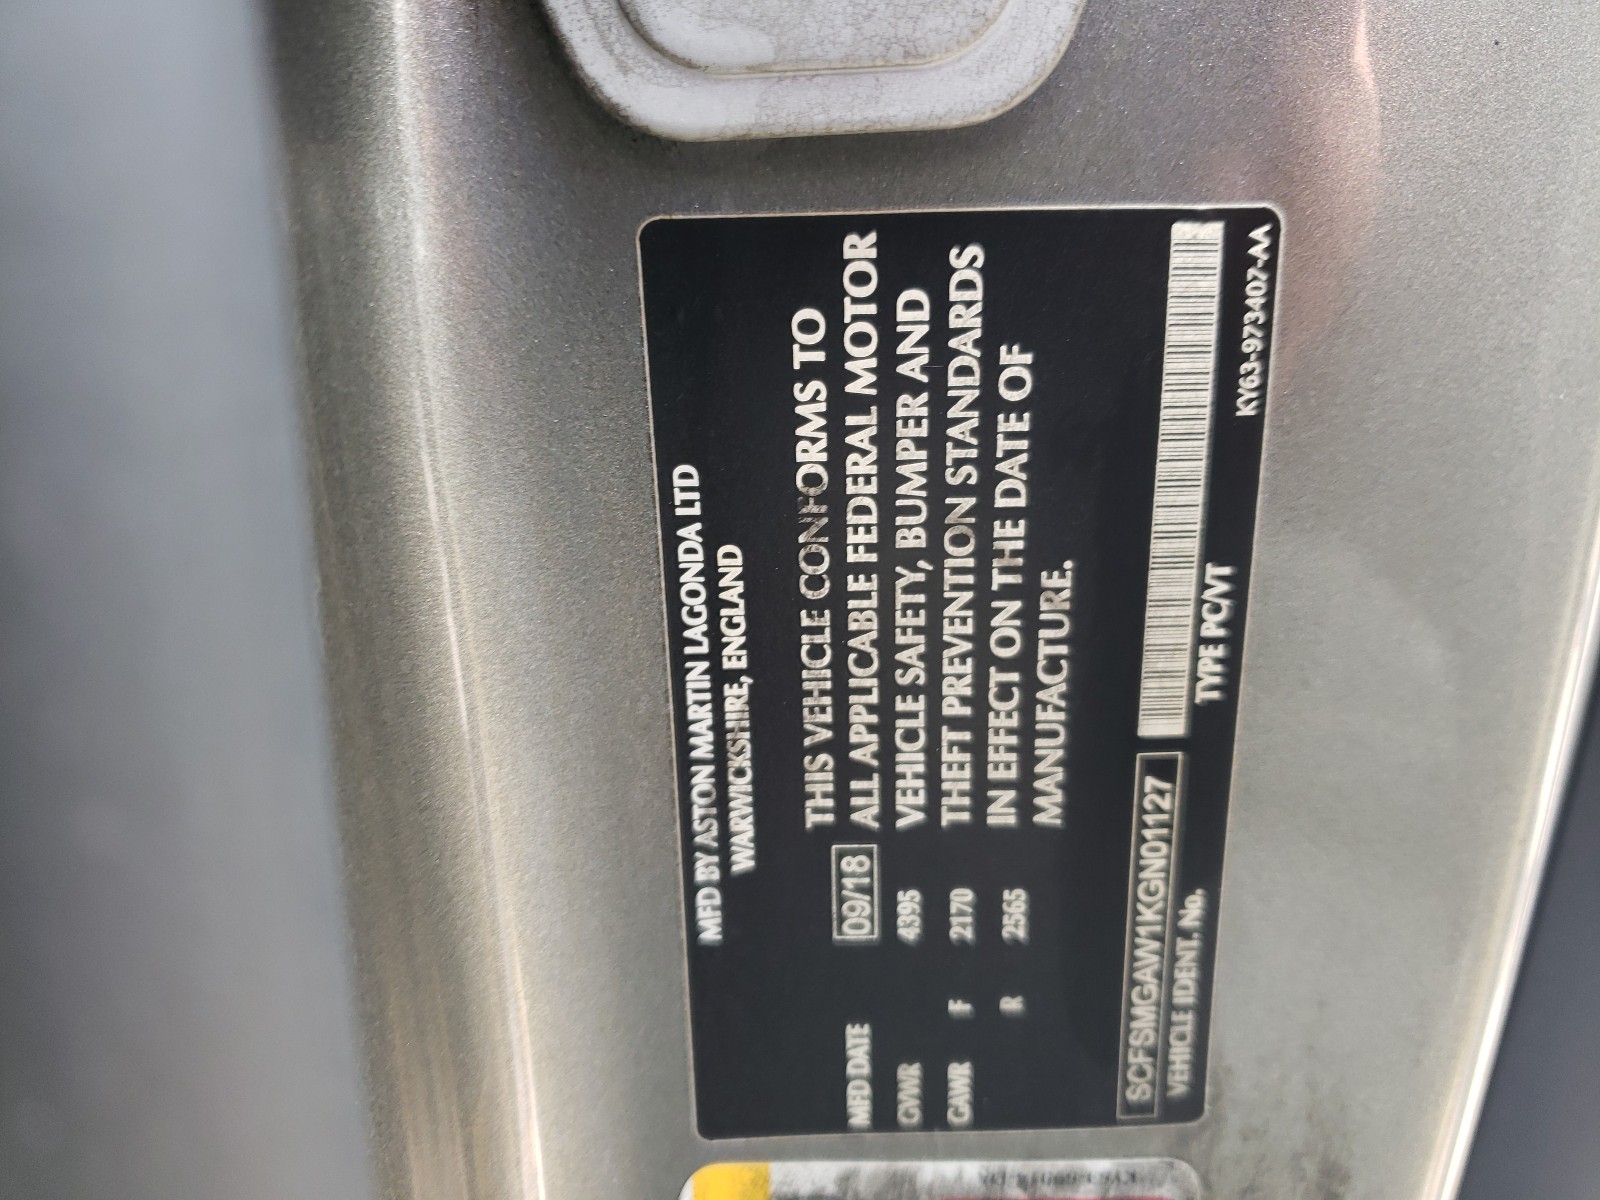 MFD BY ASTON MARTIN LAGONDA LTD
WARWICKSHIRE, ENGLAND
MFD DATE 09/18
GVWR 4395
GAWR F 2170
R 2565
THIS VEHICLE CONFORMS TO
ALL APPLICABLE FEDERAL MOTOR
VEHICLE SAFETY, BUMPER AND
THEFT PREVENTION STANDARDS
IN EFFECT ON THE DATE OF
MANUFACTURE.
SCFSMGAW1KGN01127
VEHICLE IDENT. No.
TYPE PC/VT
KY63-973407-AA